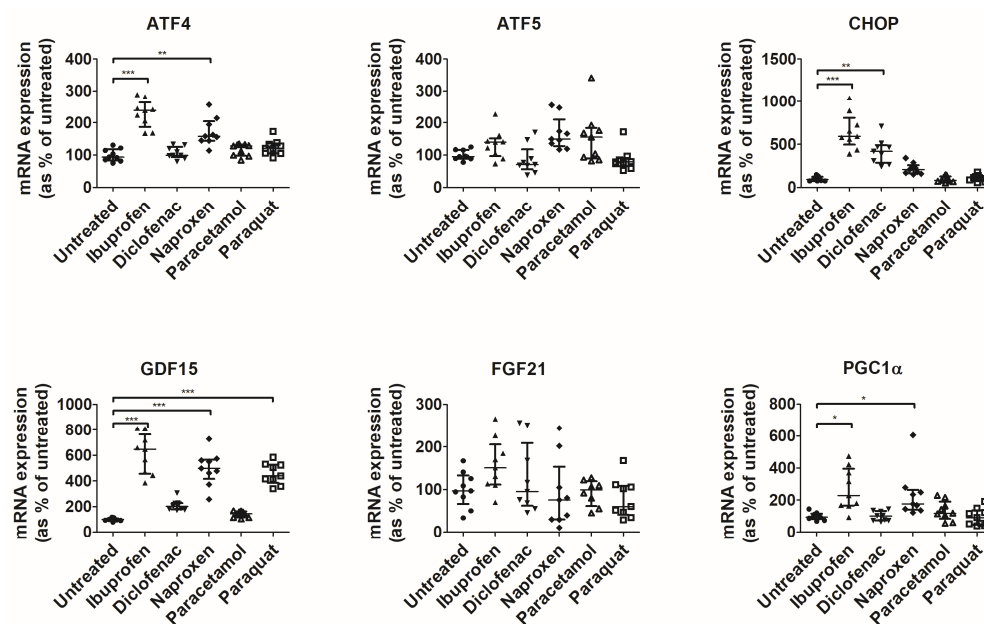 ATF4
mRNA expression
(as % of untreated)
400
300
200
100
0
***
**
Untreated
Ibuprofen
Diclofenac
Naproxen
Paracetamol
Paraquat
ATF5
mRNA expression
(as % of untreated)
400
300
200
100
0
Untreated
Ibuprofen
Diclofenac
Naproxen
Paracetamol
Paraquat
CHOP
mRNA expression
(as % of untreated)
1500
1000
500
0
**
***
Untreated
Ibuprofen
Diclofenac
Naproxen
Paracetamol
Paraquat
GDF15
mRNA expression
(as % of untreated)
1000
800
600
400
200
0
***
***
***
Untreated
Ibuprofen
Diclofenac
Naproxen
Paracetamol
Paraquat
FGF21
mRNA expression
(as % of untreated)
300
200
100
0
Untreated
Ibuprofen
Diclofenac
Naproxen
Paracetamol
Paraquat
PGC1α
mRNA expression
(as % of untreated)
800
600
400
200
0
*
*
Untreated
Ibuprofen
Diclofenac
Naproxen
Paracetamol
Paraquat